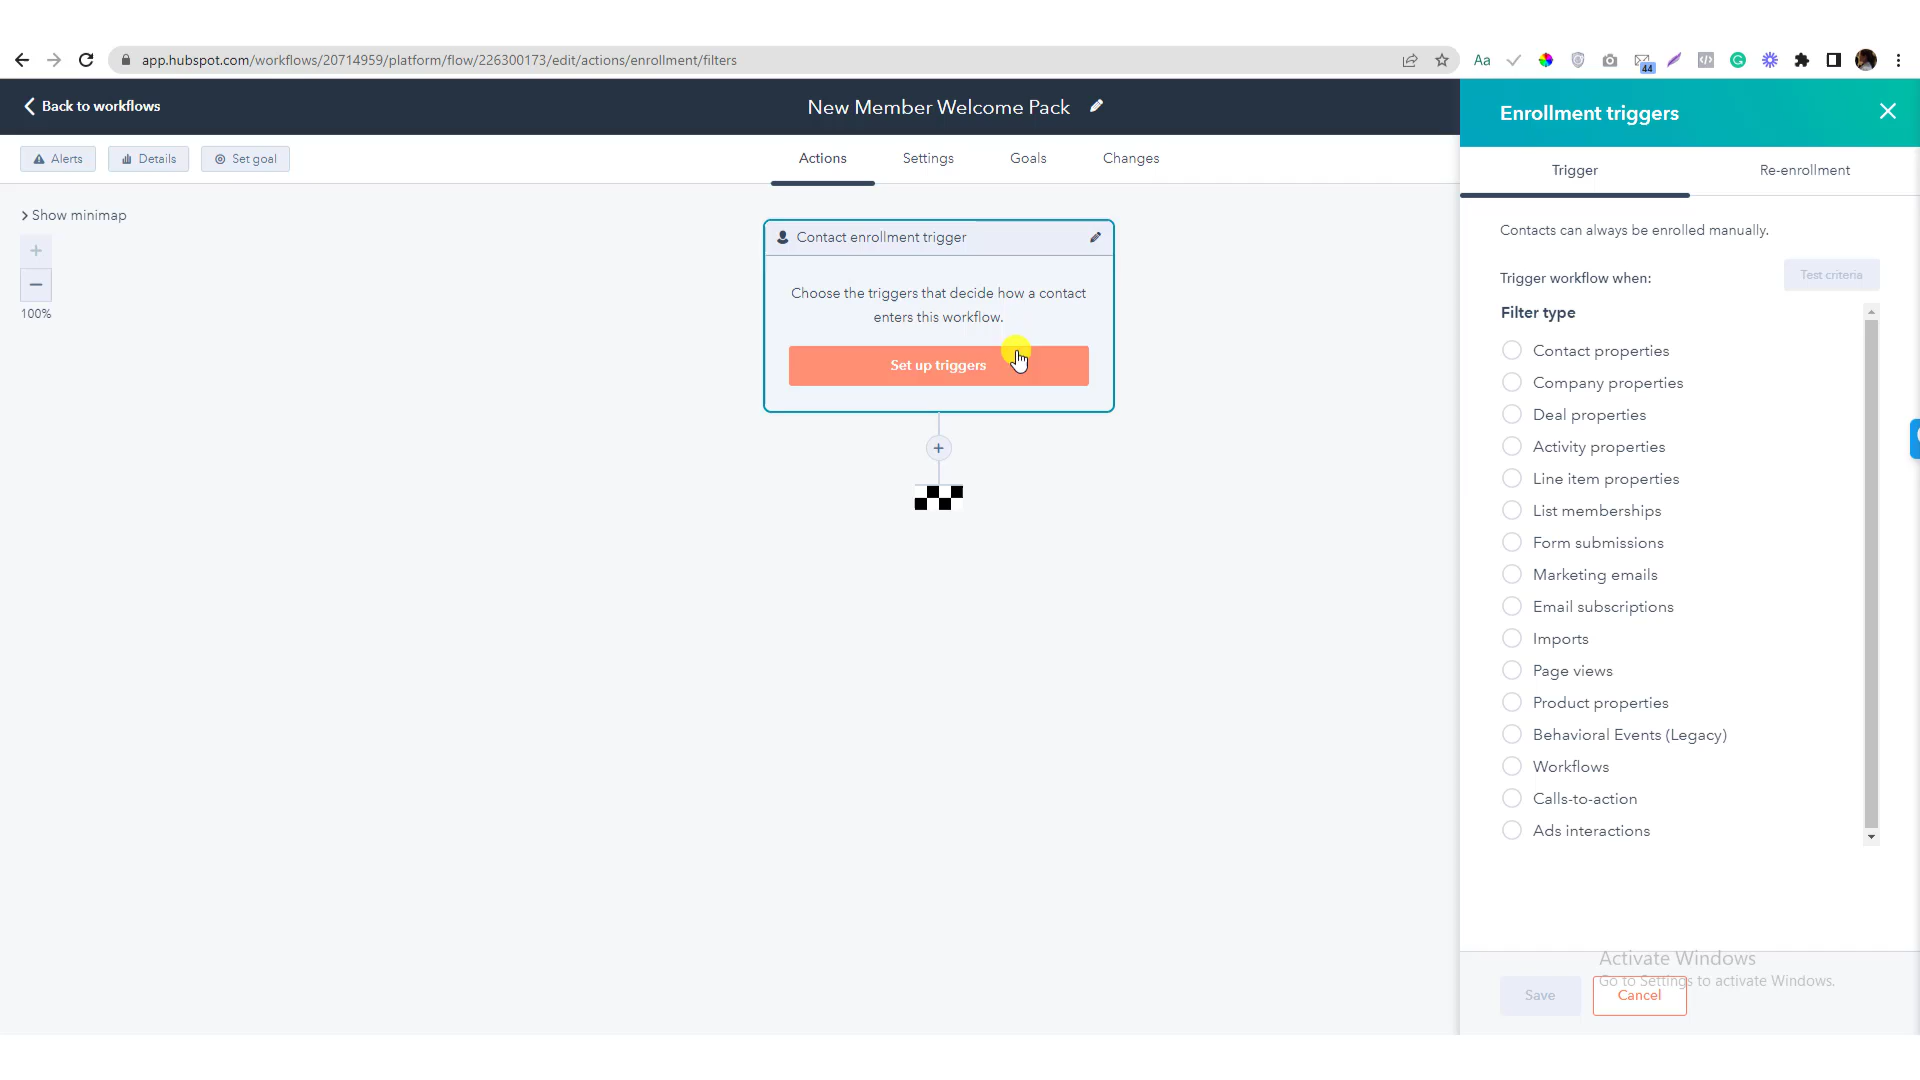 app.hubspot.com/workflows/20714959/platform/flow/226300173/edit/actions/enrollment/filters
Aa
44
Back to workflows
New Member Welcome Pack
Enrollment triggers
Alerts
Details
Set goal
Actions
Settings
Goals
Changes
Trigger
Re-enrollment
Show minimap
+
−
100%
Contact enrollment trigger
Choose the triggers that decide how a contact
enters this workflow.
Set up triggers
+
Contacts can always be enrolled manually.
Trigger workflow when:
Test criteria
Filter type
Contact properties
Company properties
Deal properties
Activity properties
Line item properties
List memberships
Form submissions
Marketing emails
Email subscriptions
Imports
Page views
Product properties
Behavioral Events (Legacy)
Workflows
Calls-to-action
Ads interactions
Activate Windows
Go to Settings to activate Windows.
Save
Cancel